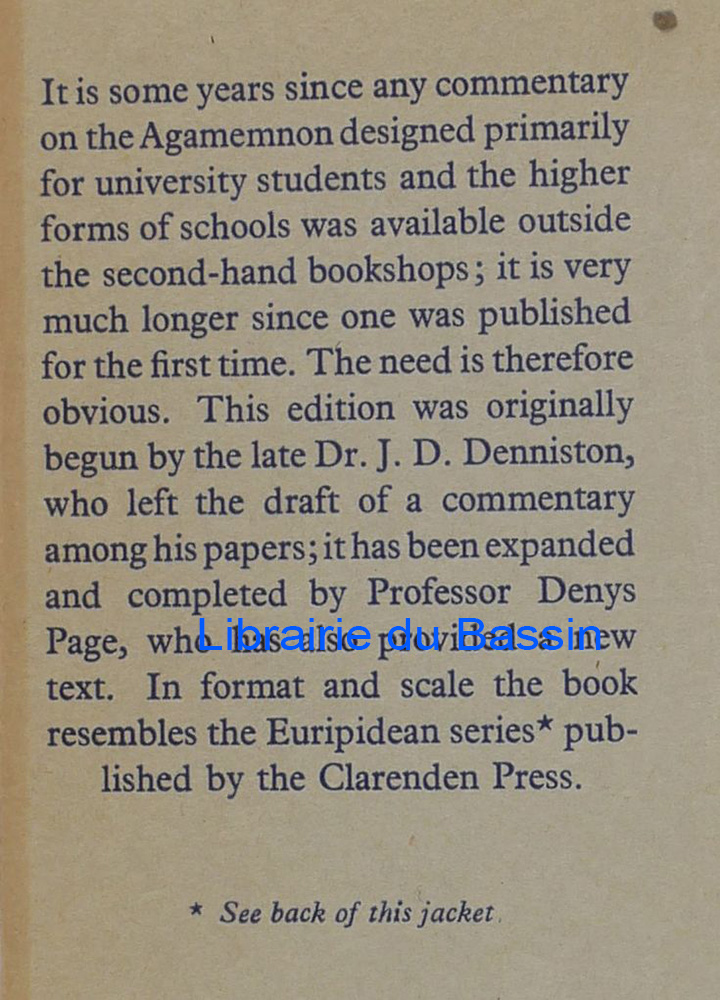 It is some years since any commentary
on the Agamemnon designed primarily
for university students and the higher
forms of schools was available outside
the second-hand bookshops; it is very
much longer since one was published
for the first time. The need is therefore
obvious. This edition was originally
begun by the late Dr. J. D. Denniston,
who left the draft of a commentary
among his papers; it has been expanded
and completed by Professor Denys
Page, who has also provided a new
Librairie du Bassin
text. In format and scale the book
resembles the Euripidean series* pub-
lished by the Clarenden Press.
* See back of this jacket.